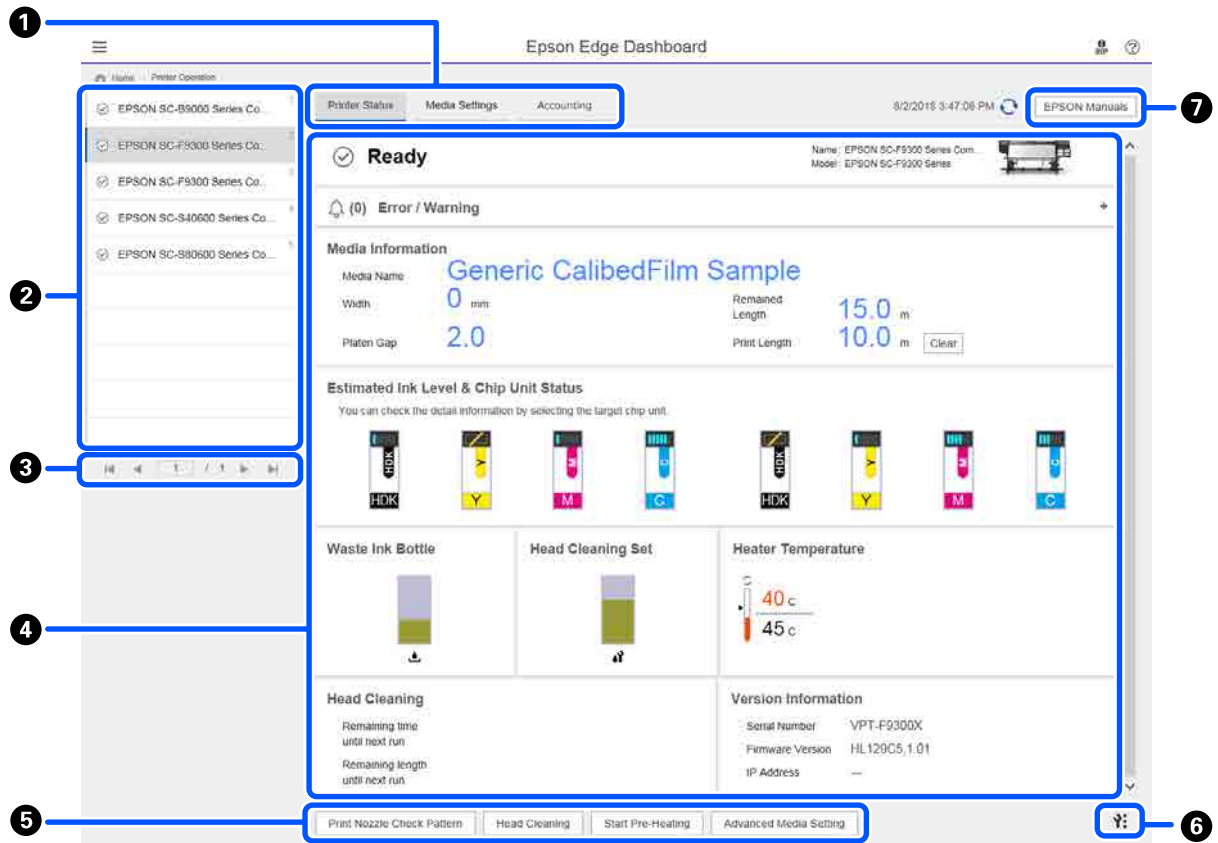 1
Epson Edge Dashboard
Home Printer Operation
2
EPSON SC-B9000 Series Co...
EPSON SC-F9300 Series Co...
EPSON SC-F9300 Series Co...
EPSON SC-S40600 Series Co...
EPSON SC-S80600 Series Co...
3
1 / 1
Printer Status Media Settings Accounting
8/2/2018 3:47:06 PM
EPSON Manuals
7
4
Ready
Name : EPSON SC-F9300 Series Com...
Model : EPSON SC-F9300 Series
(0) Error / Warning
Media Information
Media Name Generic CalibedFilm Sample
Width 0 mm
Remained Length 15.0 m
Platen Gap 2.0
Print Length 10.0 m Clear
Estimated Ink Level & Chip Unit Status
You can check the detail information by selecting the target chip unit.
HDK Y M C HDK Y M C
HDK Y M C HDK Y M C
Waste Ink Bottle
Head Cleaning Set
Heater Temperature
40 c
45 c
Head Cleaning
Remaining time
until next run
Remaining length
until next run
Version Information
Serial Number VPT-F9300X
Firmware Version HL129C5,1.01
IP Address ---
5
Print Nozzle Check Pattern Head Cleaning Start Pre-Heating Advanced Media Setting
6